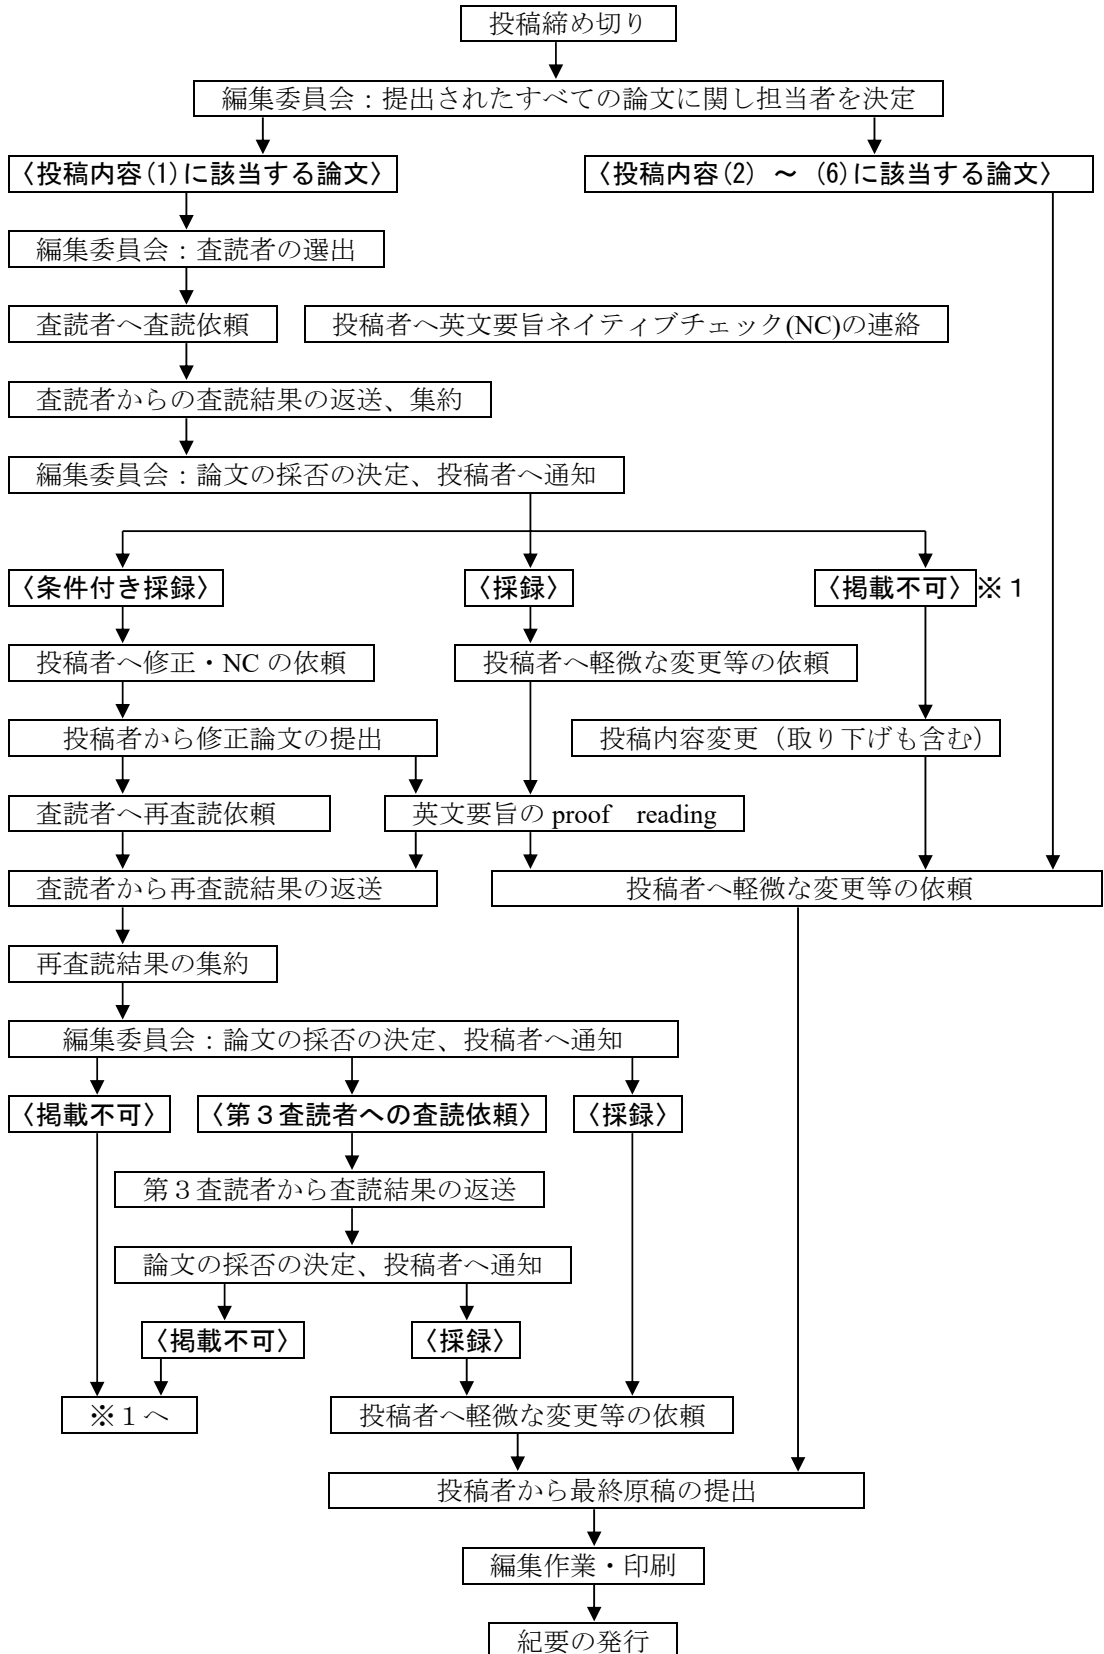 投稿締め切り
編集委員会：提出されたすべての論文に関し担当者を決定
〈投稿内容(1)に該当する論文〉
〈投稿内容(2) ～ (6)に該当する論文〉
編集委員会：査読者の選出
査読者へ査読依頼
投稿者へ英文要旨ネイティブチェック(NC)の連絡
査読者からの査読結果の返送、集約
編集委員会：論文の採否の決定、投稿者へ通知
〈条件付き採録〉
〈採録〉
〈掲載不可〉※１
投稿者へ修正・NC の依頼
投稿者へ軽微な変更等の依頼
投稿者から修正論文の提出
投稿内容変更（取り下げも含む）
査読者へ再査読依頼
英文要旨の proof　reading
査読者から再査読結果の返送
投稿者へ軽微な変更等の依頼
再査読結果の集約
編集委員会：論文の採否の決定、投稿者へ通知
〈掲載不可〉
〈第３査読者への査読依頼〉
〈採録〉
第３査読者から査読結果の返送
論文の採否の決定、投稿者へ通知
〈掲載不可〉
〈採録〉
※１へ
投稿者へ軽微な変更等の依頼
投稿者から最終原稿の提出
編集作業・印刷
紀要の発行